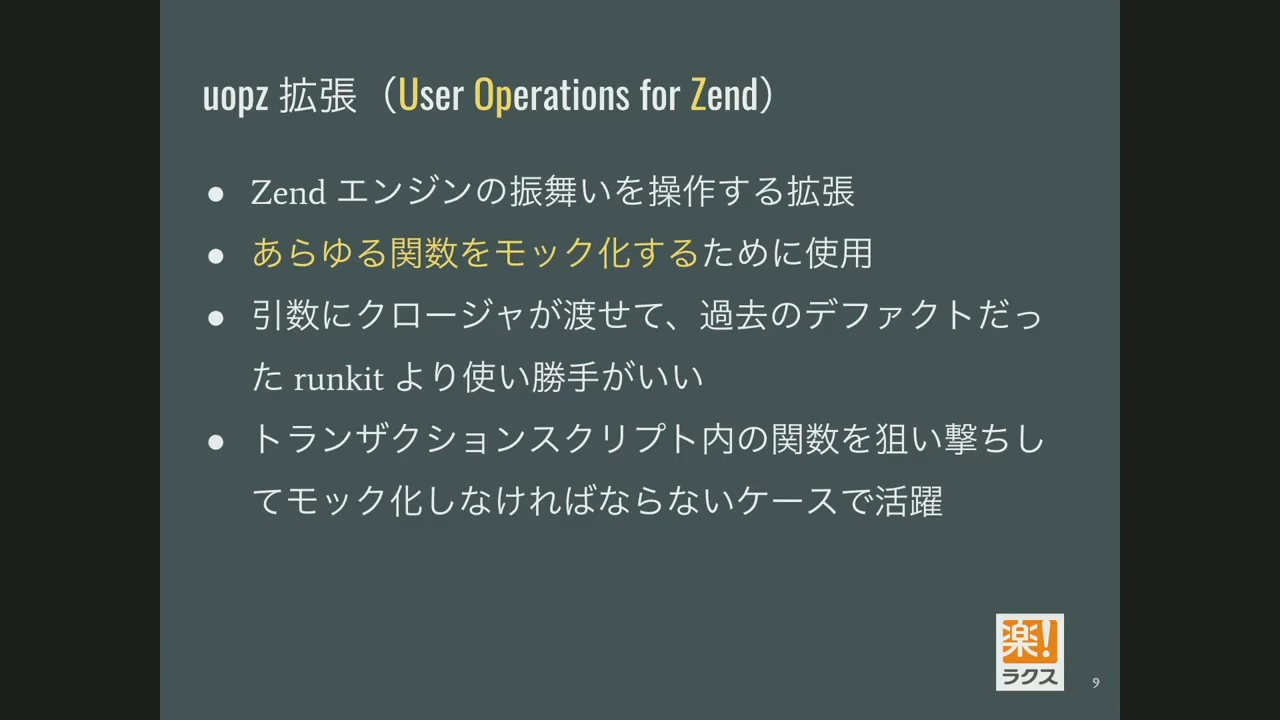 uopz 拡張（User Operations for Zend）
● Zend エンジンの振舞いを操作する拡張
● あらゆる関数をモック化するために使用
● 引数にクロージャが渡せて、過去のデファクトだっ
た runkit より使い勝手がいい
● トランザクションスクリプト内の関数を狙い撃ちし
てモック化しなければならないケースで活躍
楽!
ラクス
9